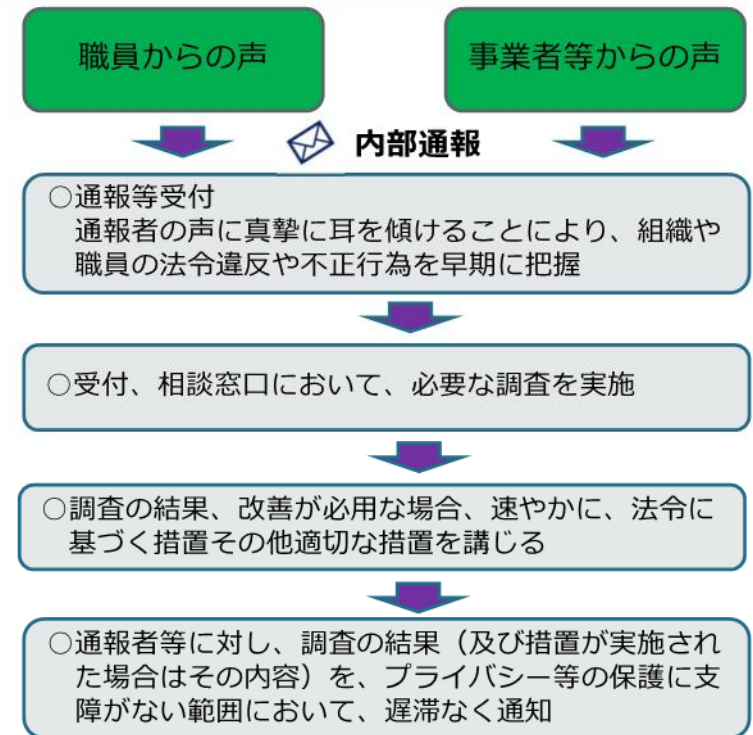 職員からの声
事業者等からの声
内部通報
○通報等受付
通報者の声に真摯に耳を傾けることにより、組織や
職員の法令違反や不正行為を早期に把握
○受付、相談窓口において、必要な調査を実施
○調査の結果、改善が必用な場合、速やかに、法令に
基づく措置その他適切な措置を講じる
○通報者等に対し、調査の結果（及び措置が実施され
た場合はその内容）を、プライバシー等の保護に支
障がない範囲において、遅滞なく通知